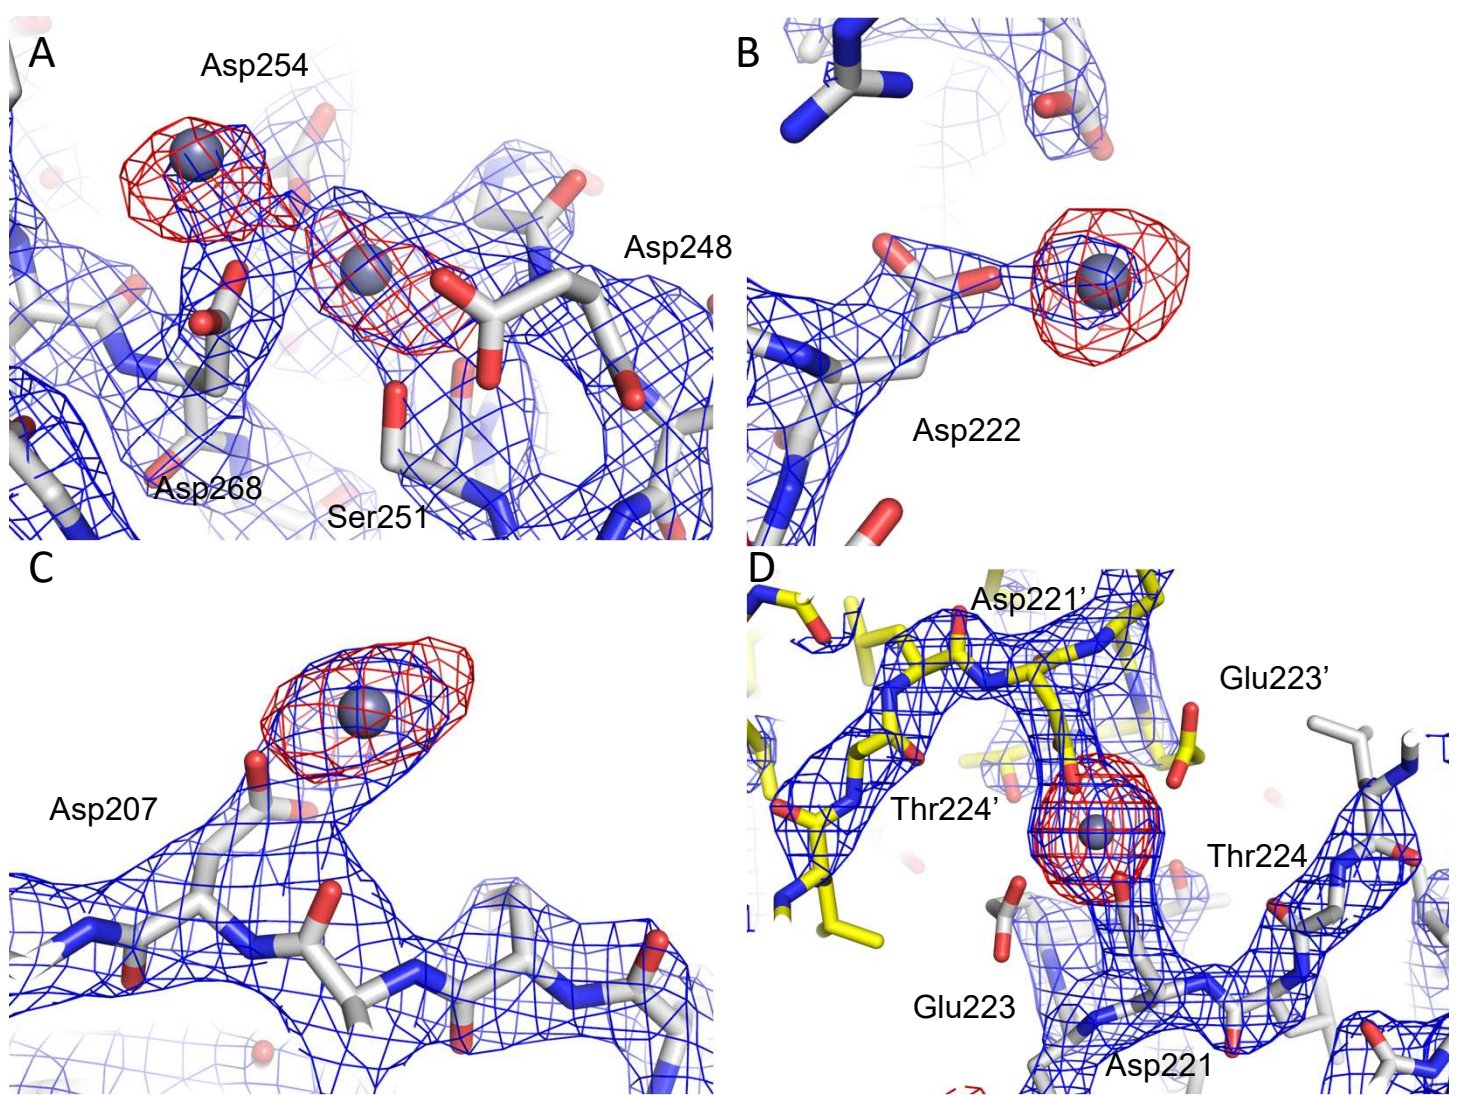 A
Asp254
Asp248
Asp268
Ser251
B
Asp222
C
Asp207
D
Asp221’
Glu223’
Thr224’
Thr224
Glu223
Asp221